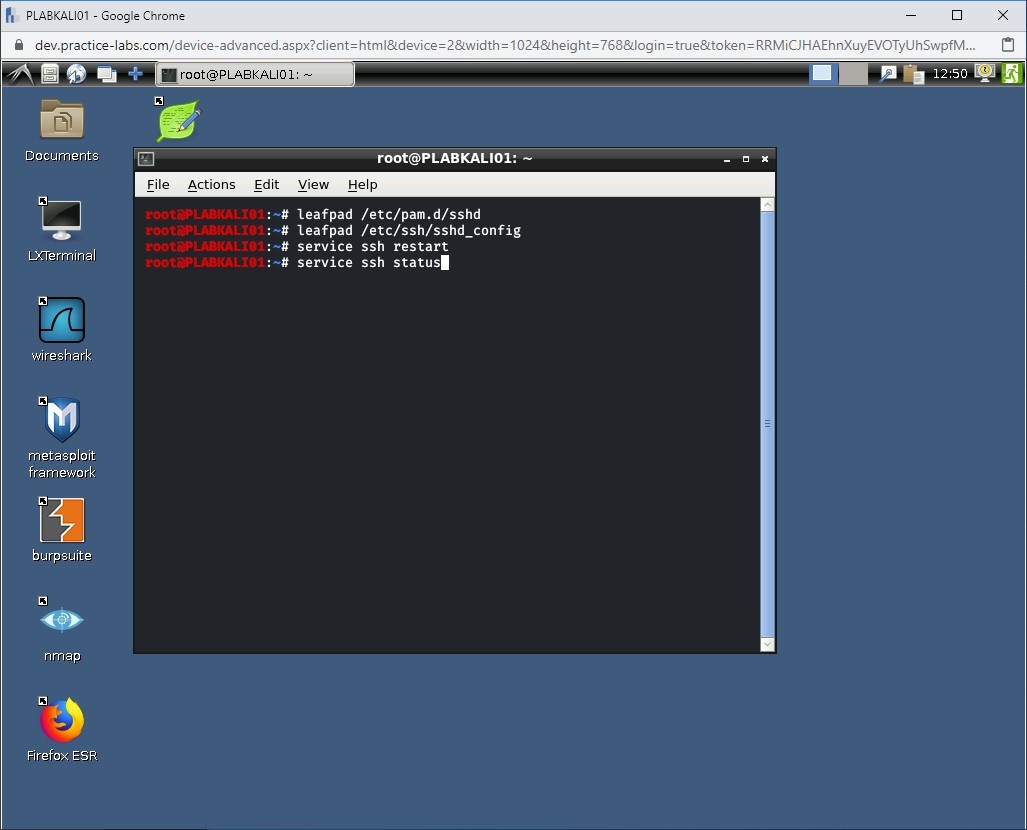 PLABKALI01 - Google Chrome
dev.practice-labs.com/device-advanced.aspx?client=html&device=2&width=1024&height=768&login=true&token=RRMiCJHAEhnXuyEVOTyUhSwpfM...
root@PLABKALI01: ~
12:50
Documents
LXTerminal
wireshark
metasploit
framework
burpsuite
nmap
Firefox ESR
root@PLABKALI01: ~
File Actions Edit View Help
root@PLABKALI01:~# leafpad /etc/pam.d/sshd
root@PLABKALI01:~# leafpad /etc/ssh/sshd_config
root@PLABKALI01:~# service ssh restart
root@PLABKALI01:~# service ssh status